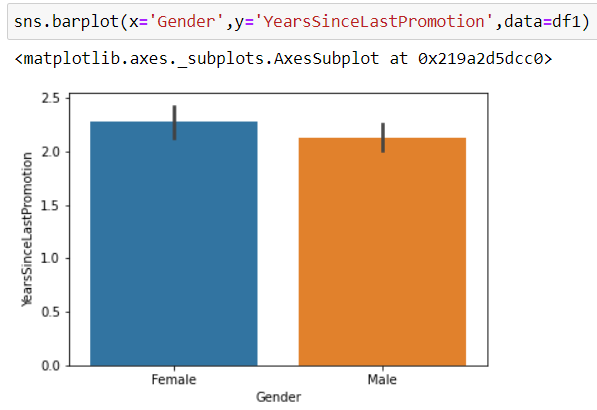 sns.barplot(x='Gender',y='YearsSinceLastPromotion',data=df1)
<matplotlib.axes._subplots.AxesSubplot at 0x219a2d5dcc0>
2.5
2.0
1.5
1.0
0.5
0.0
YearsSinceLastPromotion
Female Male
Gender